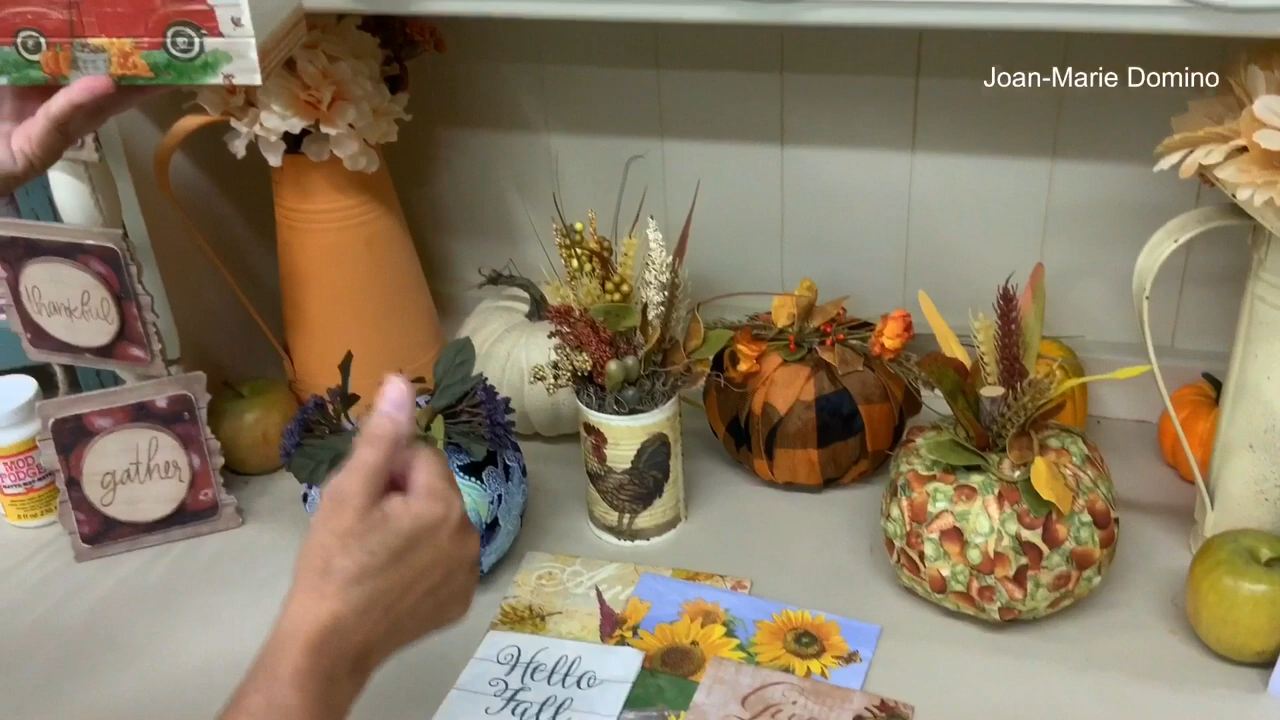 Joan-Marie Domino
thankful
gather
MOD
PODGE
Hello
Fall